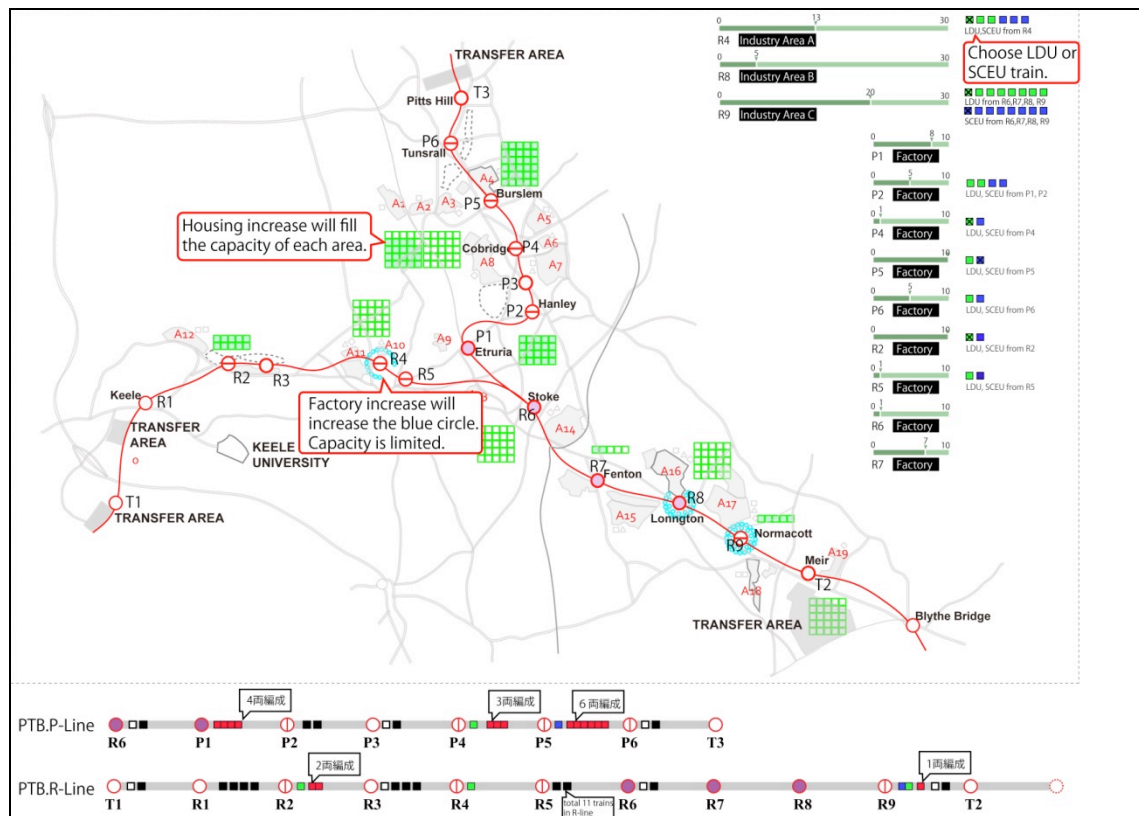 0
13
30
R4
Industry Area A
LDU,SCEU from R4
Choose LDU or
SCEU train.
0
5
30
R8
Industry Area B
0
20
30
R9
Industry Area C
LDU from R6,R7,R8, R9
SCEU from R6,R7,R8, R9
0
8
10
P1
Factory
0
5
10
P2
Factory
LDU, SCEU from P1, P2
0
1
10
P4
Factory
LDU, SCEU from P4
0
10
P5
Factory
LDU, SCEU from P5
0
5
10
P6
Factory
LDU, SCEU from P6
0
10
R2
Factory
LDU, SCEU from R2
0
1
10
R5
Factory
LDU, SCEU from R5
0
1
10
R6
Factory
0
7
10
R7
Factory
TRANSFER AREA
T3
Pitts Hill
P6
Tunsrall
A4
Burslem
A2
A3
P5
A5
Housing increase will fill
the capacity of each area.
Cobridge
P4
A6
A8
A7
P3
Hanley
P2
A12
A9
P1
Etruria
A11
A10
R4
R2
R3
R5
Keele
R1
Factory increase will
increase the blue circle.
Capacity is limited.
Stoke
R6
A14
TRANSFER
AREA
KEELE
UNIVERSITY
0
R7
Fenton
A16
T1
TRANSFER AREA
R8
Lonngton
A17
A15
Normacott
R9
Meir
A19
T2
A18
TRANSFER AREA
Blythe Bridge
4両編成
3両編成
6両編成
PTB.P-Line
R6
P1
P2
P3
P4
P5
P6
T3
2両編成
1両編成
PTB.R-Line
T1
R1
R2
R3
R4
R5
total 11 trains
in R-line
R6
R7
R8
R9
T2